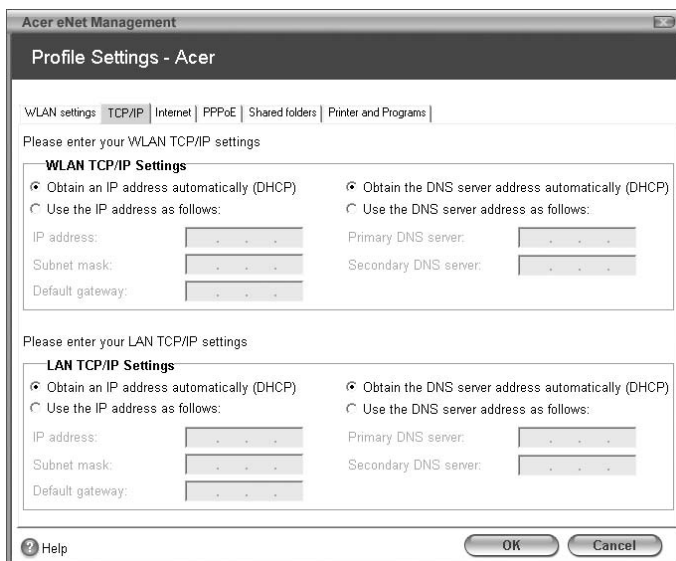 Acer eNet Management
Profile Settings - Acer
WLAN settings TCP/IP Internet PPPoE Shared folders Printer and Programs
Please enter your WLAN TCP/IP settings
WLAN TCP/IP Settings
Obtain an IP address automatically (DHCP) Obtain the DNS server address automatically (DHCP)
Use the IP address as follows: Use the DNS server address as follows:
IP address: Primary DNS server:
Subnet mask: Secondary DNS server:
Default gateway:
Please enter your LAN TCP/IP settings
LAN TCP/IP Settings
Obtain an IP address automatically (DHCP) Obtain the DNS server address automatically (DHCP)
Use the IP address as follows: Use the DNS server address as follows:
IP address: Primary DNS server:
Subnet mask: Secondary DNS server:
Default gateway:
? Help OK Cancel